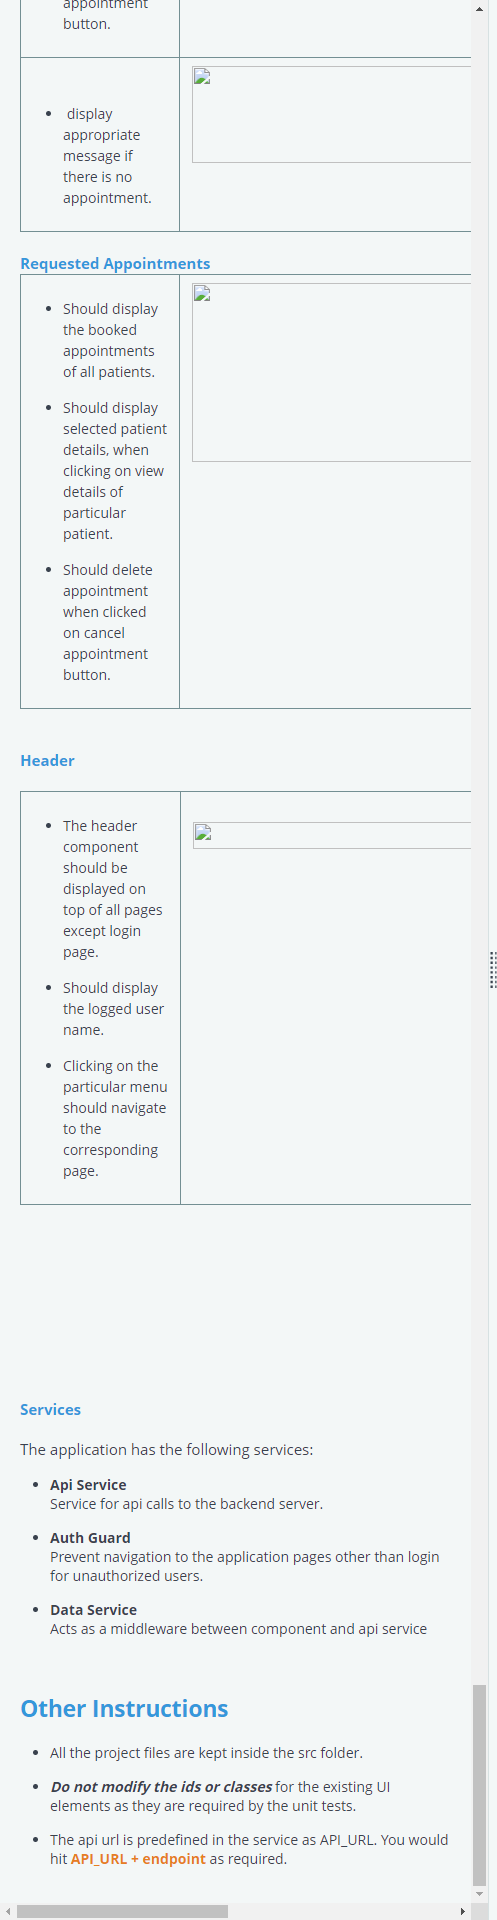 appointment
button.
display
appropriate
message if
there is no
appointment.
Requested Appointments
Should display
the booked
appointments
of all patients.
Should display
selected patient
details, when
clicking on view
details of
particular
patient.
Should delete
appointment
when clicked
on cancel
appointment
button.
Header
The header
component
should be
displayed on
top of all pages
except login
page.
Should display
the logged user
name.
Clicking on the
particular menu
should navigate
to the
corresponding
page.
Services
The application has the following services:
Api Service
Service for api calls to the backend server.
Auth Guard
Prevent navigation to the application pages other than login
for unauthorized users.
Data Service
Acts as a middleware between component and api service
Other Instructions
All the project files are kept inside the src folder.
Do not modify the ids or classes for the existing UI
elements as they are required by the unit tests.
The api url is predefined in the service as API_URL. You would
hit API_URL + endpoint as required.